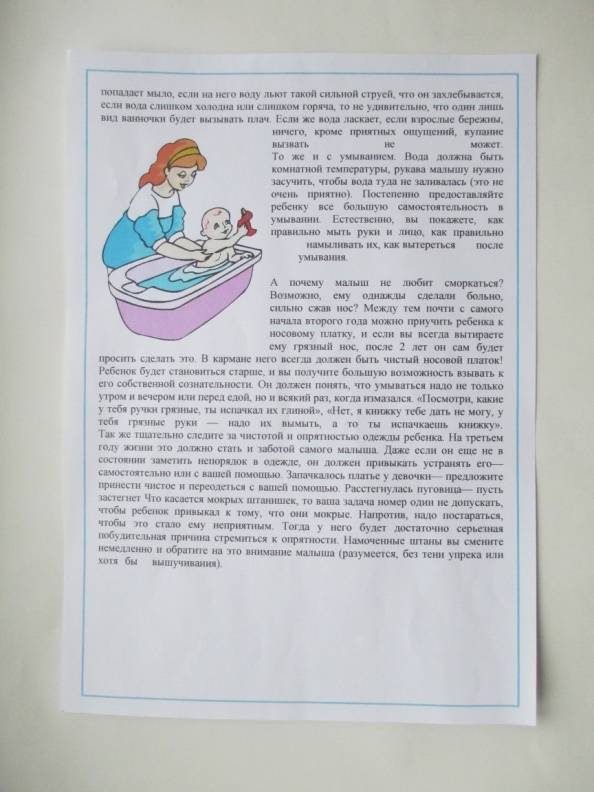 попадает мыло, если на него воду льют такой сильной струей, что он захлебывается,
если вода слишком холодна или слишком горяча, то не удивительно, что один лишь
вид ванночки будет вызывать плач. Если же вода ласкает, если взрослые бережны,
ничего, кроме приятных ощущений, купание
вызвать не может.
То же и с умыванием. Вода должна быть
комнатной температуры, рукава малышу нужно
засучить, чтобы вода туда не заливалась (это не
очень приятно). Постепенно предоставляйте
ребенку все большую самостоятельность в
умывании. Естественно, вы покажете, как
правильно мыть руки и лицо, как правильно
намыливать их, как вытереться после
умывания.
А почему малыш не любит сморкаться?
Возможно, ему однажды сделали больно,
сильно сжав нос? Между тем почти с самого
начала второго года можно приучить ребенка к
носовому платку, и если вы всегда вытираете
ему грязный нос, после 2 лет он сам будет
просить сделать это. В кармане него всегда должен быть чистый носовой платок!
Ребенок будет становиться старше, и вы получите большую возможность взывать к
его собственной сознательности. Он должен понять, что умываться надо не только
утром и вечером или перед едой, но и всякий раз, когда измазался. «Посмотри, какие
у тебя ручки грязные, ты испачкал их глиной», «Нет, я книжку тебе дать не могу, у
тебя грязные руки — надо их вымыть, а то ты испачкаешь книжку».
Так же тщательно следите за чистотой и опрятностью одежды ребенка. На третьем
году жизни это должно стать и заботой самого малыша. Даже если он еще не в
состоянии заметить непорядок в одежде, он должен привыкать устранять его—
самостоятельно или с вашей помощью. Запачкалось платье у девочки— предложите
принести чистое и переодеться с вашей помощью. Расстегнулась пуговица— пусть
застегнет Что касается мокрых штанишек, то ваша задача номер один не допускать,
чтобы ребенок привыкал к тому, что они мокрые. Напротив, надо постараться,
чтобы это стало ему неприятным. Тогда у него будет достаточно серьезная
побудительная причина стремиться к опрятности. Намоченные штаны вы смените
немедленно и обратите на это внимание малыша (разумеется, без тени упрека или
хотя бы вышучивания).